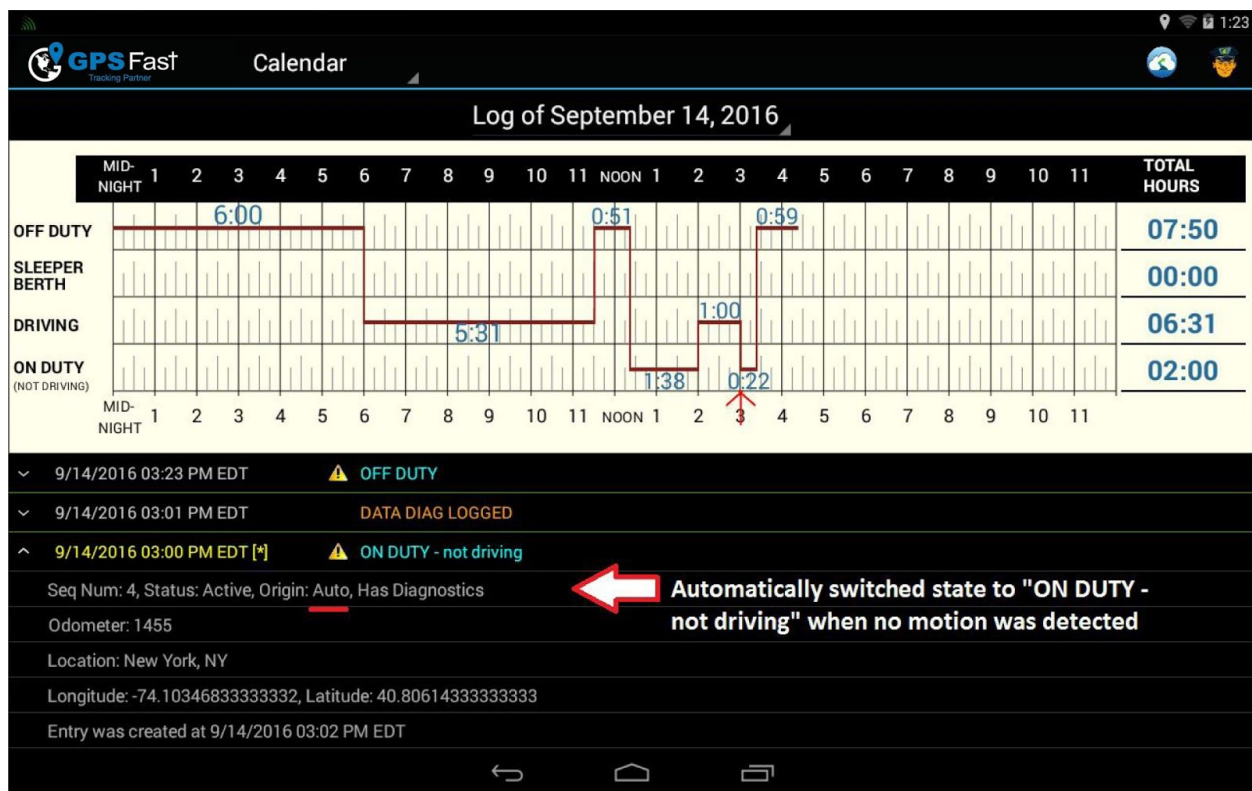 1:23
GPS Fast
Tracking Partner
Calendar
Log of September 14, 2016
MID-NIGHT 1 2 3 4 5 6 7 8 9 10 11 NOON 1 2 3 4 5 6 7 8 9 10 11 TOTAL HOURS
OFF DUTY 6:00 0:51 0:59 07:50
SLEEPER BERTH 00:00
DRIVING 5:31 1:00 06:31
ON DUTY 1:38 0:22 02:00
(NOT DRIVING)
MID-NIGHT 1 2 3 4 5 6 7 8 9 10 11 NOON 1 2 3 4 5 6 7 8 9 10 11
9/14/2016 03:23 PM EDT OFF DUTY
9/14/2016 03:01 PM EDT DATA DIAG LOGGED
9/14/2016 03:00 PM EDT [*] ON DUTY - not driving
Seq Num: 4, Status: Active, Origin: Auto, Has Diagnostics
Automatically switched state to "ON DUTY -
not driving" when no motion was detected
Odometer: 1455
Location: New York, NY
Longitude: -74.10346833333332, Latitude: 40.80614333333333
Entry was created at 9/14/2016 03:02 PM EDT